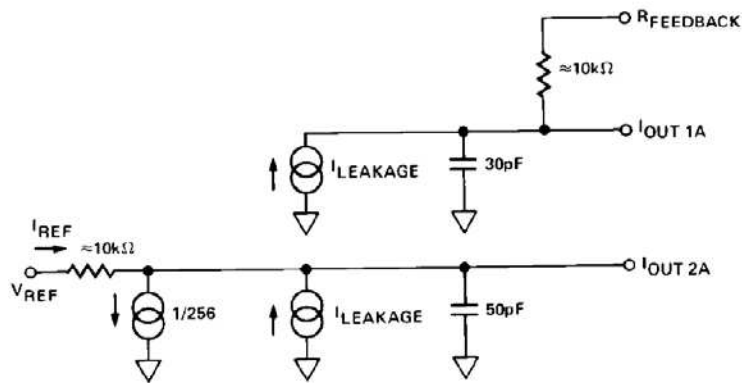 RFEEDBACK
≈10kΩ
IOUT 1A
ILEAKAGE
30pF
IREF
≈10kΩ
VREF
1/256
ILEAKAGE
50pF
IOUT 2A